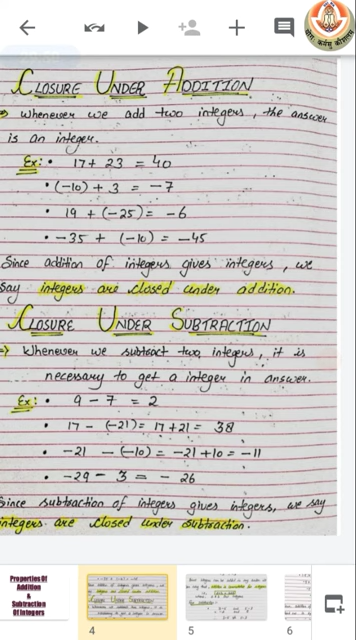 CLOSURE UNDER ADDITION
⇒ Whenever we add two integers, the answer
is an integer.
Ex:- • 17 + 23 = 40
• (-10) + 3 = -7
• 19 + (-25) = -6
• -35 + (-10) = -45
Since addition of integers gives integers, we
say integers are closed under addition.
CLOSURE UNDER SUBTRACTION
⇒ Whenever we subtract two integers, it is
necessary to get a integer in answer.
Ex:- • 9 - 7 = 2
• 17 - (-21) = 17 + 21 = 38
• -21 - (-10) = -21 + 10 = -11
• -29 - 3 = -26
Since subtraction of integers gives integers, we say
integers are closed under subtraction.
Properties Of
Addition
&
Subtraction
Of Integers
4
5
6